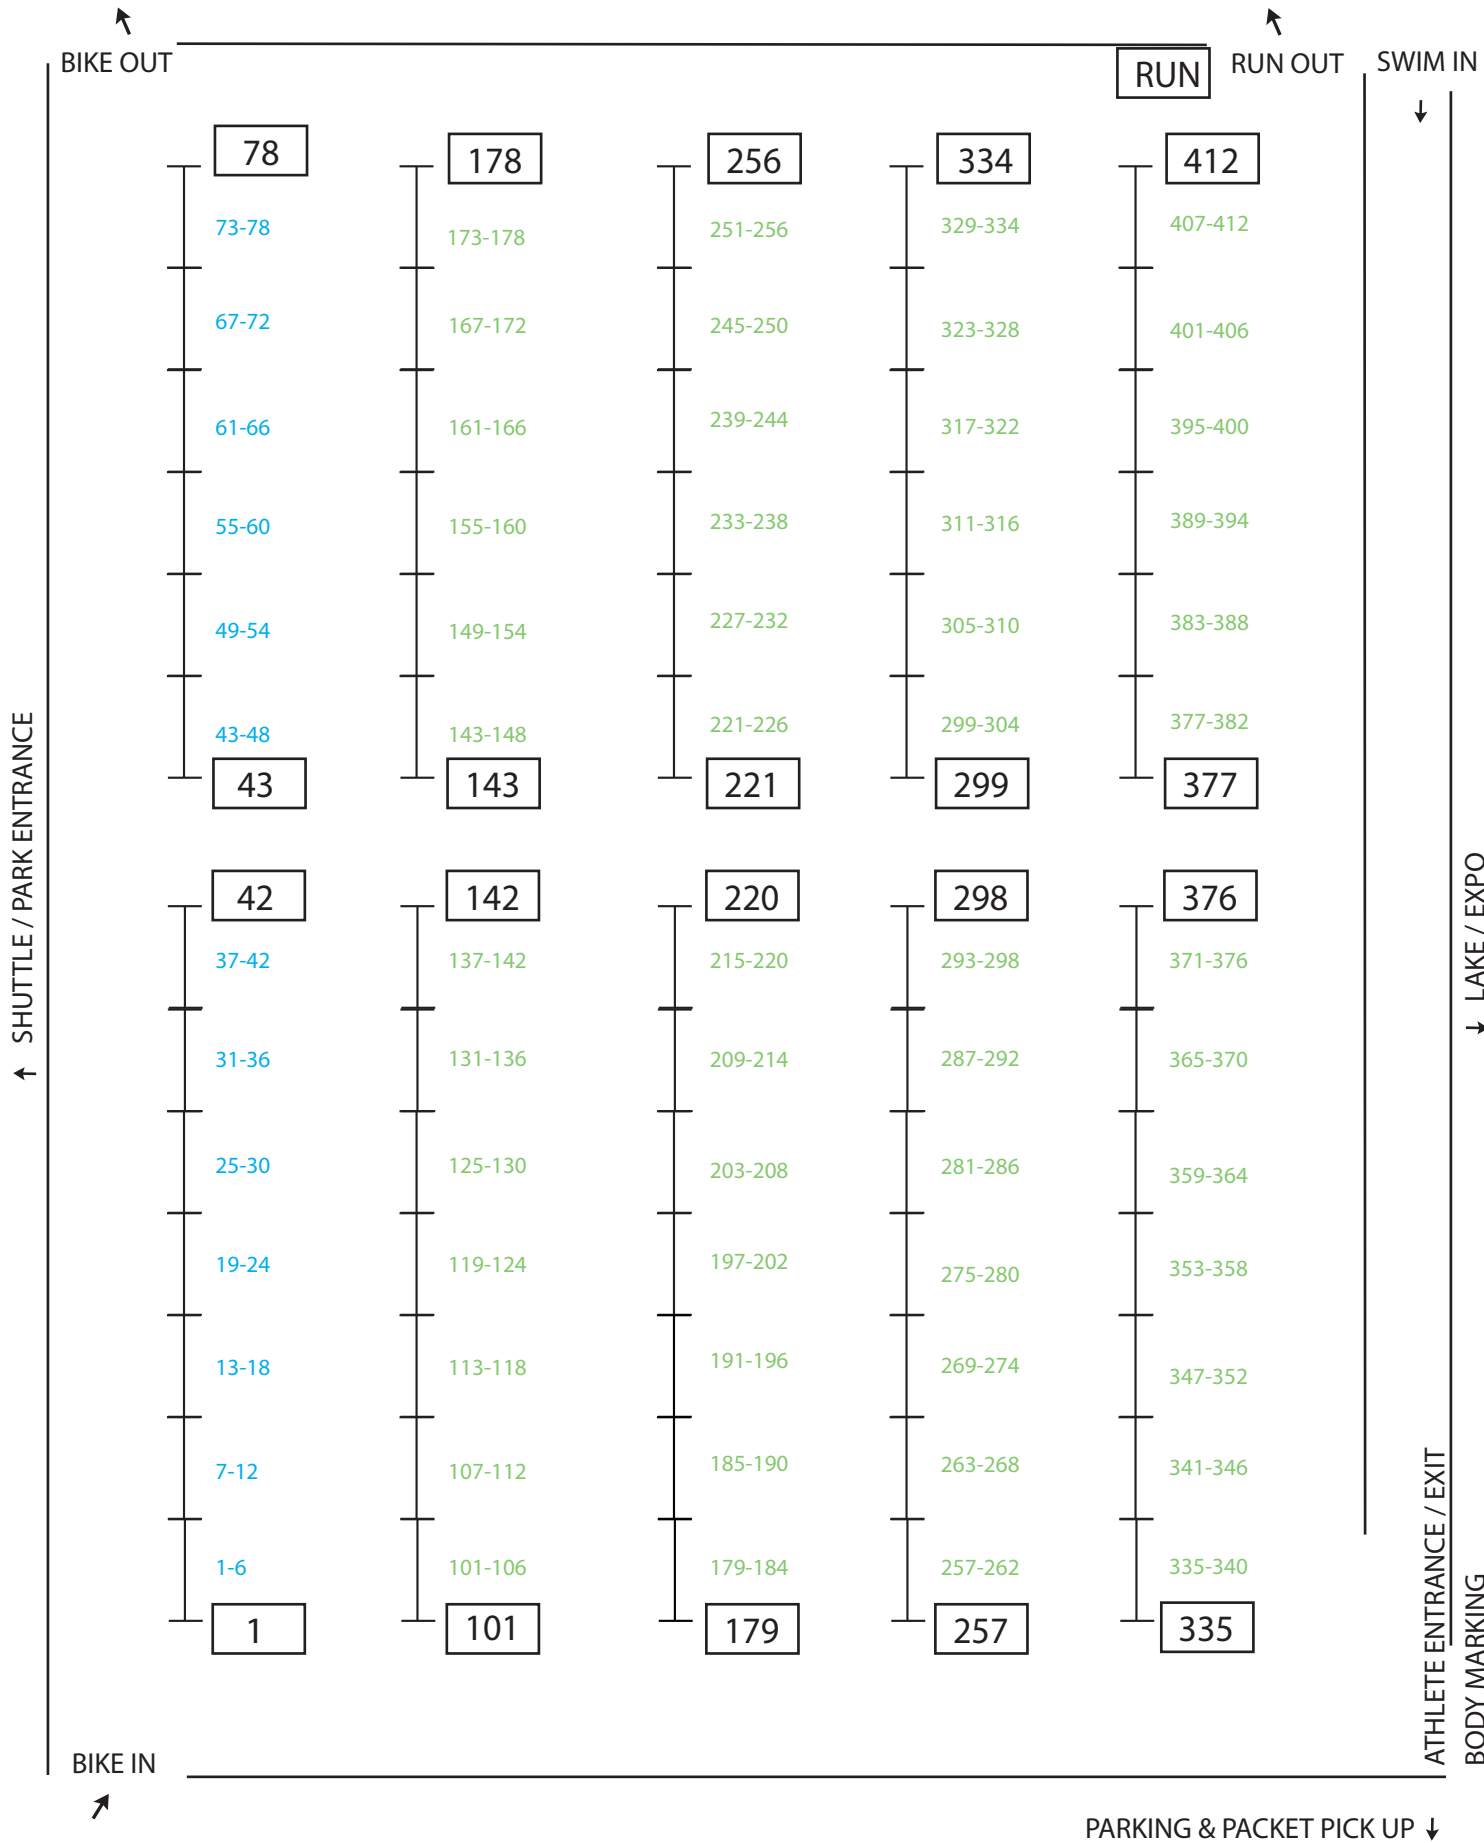 BIKE OUT
RUN
RUN OUT
SWIM IN
78 178 256 334 412
73-78 173-178 251-256 329-334 407-412
67-72 167-172 245-250 323-328 401-406
61-66 161-166 239-244 317-322 395-400
55-60 155-160 233-238 311-316 389-394
49-54 149-154 227-232 305-310 383-388
43-48 143-148 221-226 299-304 377-382
43 143 221 299 377
SHUTTLE / PARK ENTRANCE
LAKE / EXPO
42 142 220 298 376
37-42 137-142 215-220 293-298 371-376
31-36 131-136 209-214 287-292 365-370
25-30 125-130 203-208 281-286 359-364
19-24 119-124 197-202 275-280 353-358
13-18 113-118 191-196 269-274 347-352
7-12 107-112 185-190 263-268 341-346
1-6 101-106 179-184 257-262 335-340
1 101 179 257 335
ATHLETE ENTRANCE / EXIT
BODY MARKING
BIKE IN
PARKING & PACKET PICK UP